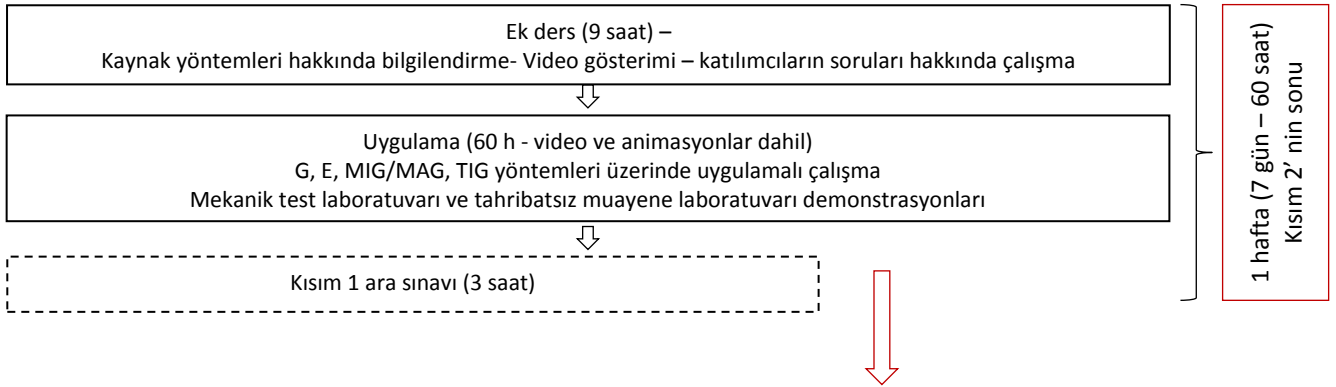 Ek ders (9 saat) –
Kaynak yöntemleri hakkında bilgilendirme- Video gösterimi – katılımcıların soruları hakkında çalışma
Uygulama (60 h - video ve animasyonlar dahil)
G, E, MIG/MAG, TIG yöntemleri üzerinde uygulamalı çalışma
Mekanik test laboratuvarı ve tahribatsız muayene laboratuvarı demonstrasyonları
Kısım 1 ara sınavı (3 saat)
1 hafta (7 gün – 60 saat)
Kısım 2’ nin sonu